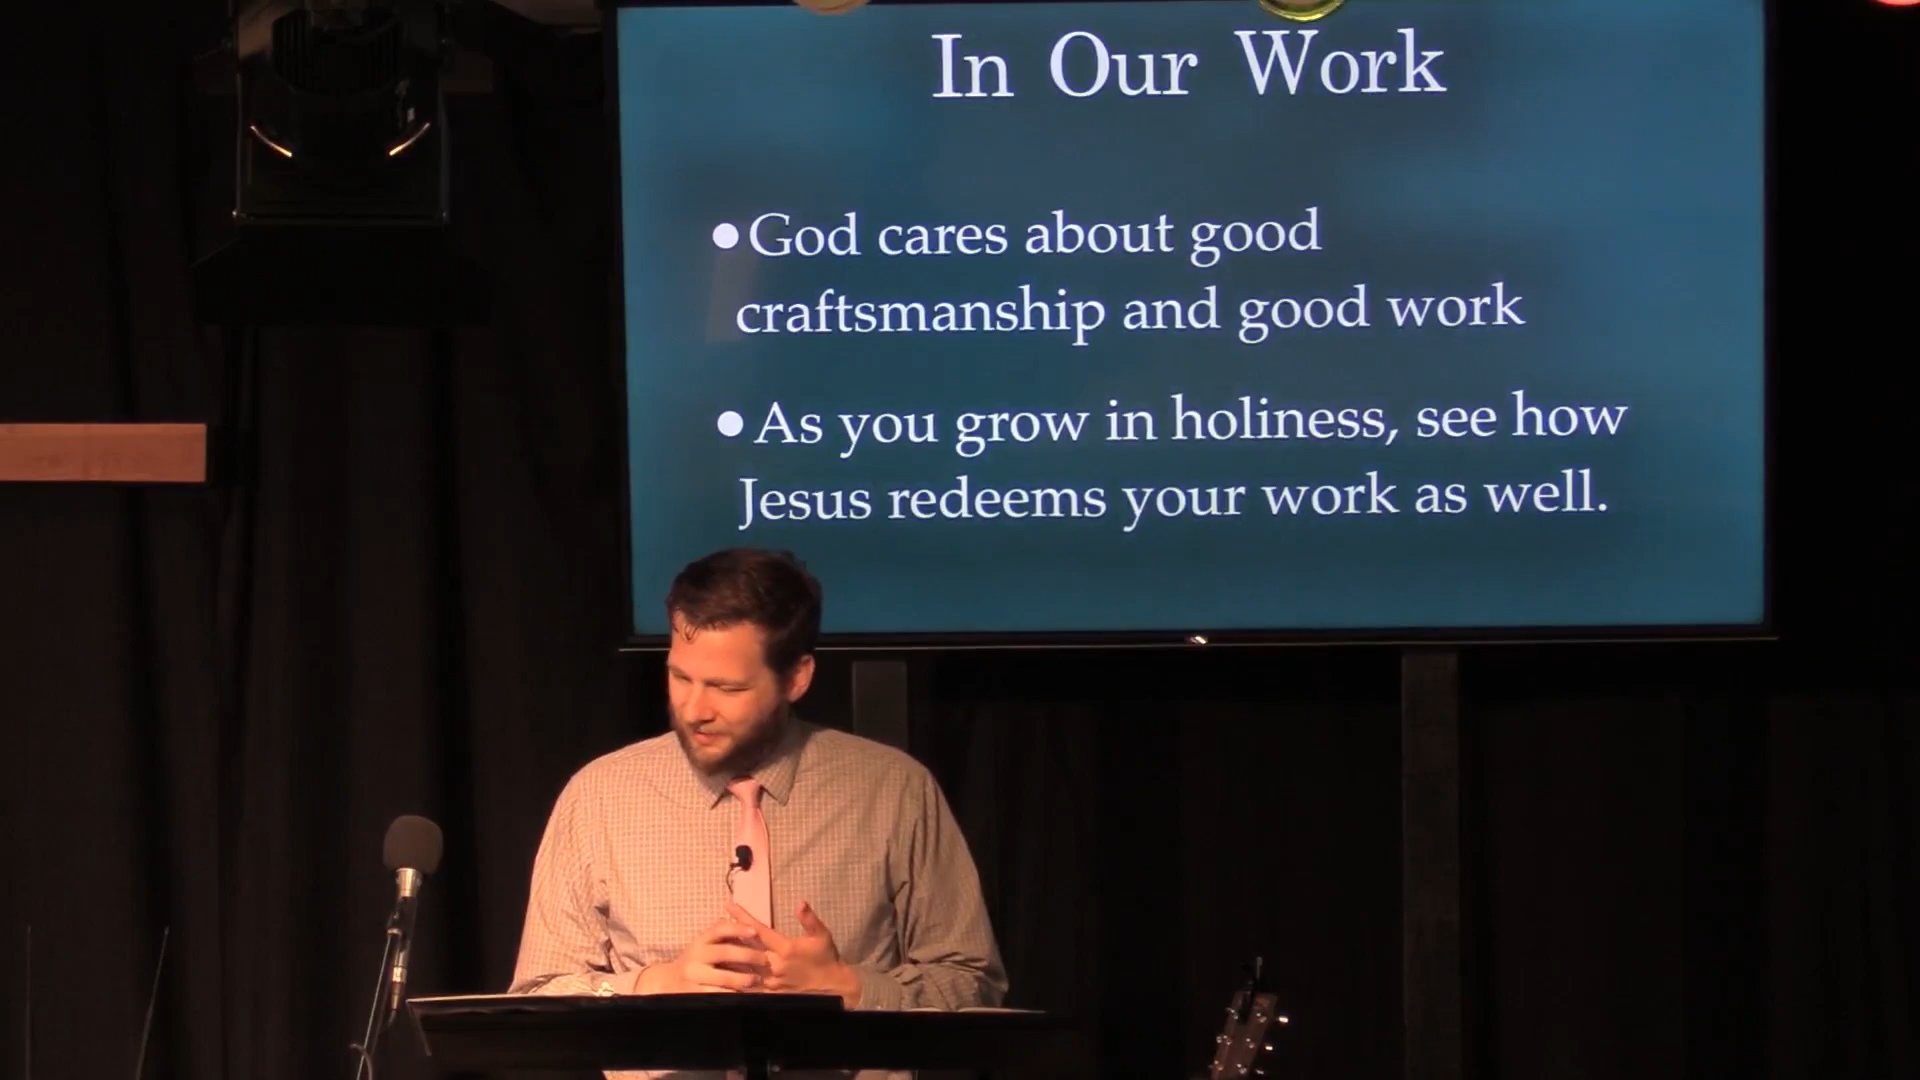 In Our Work
•God cares about good
craftsmanship and good work
•As you grow in holiness, see how
Jesus redeems your work as well.